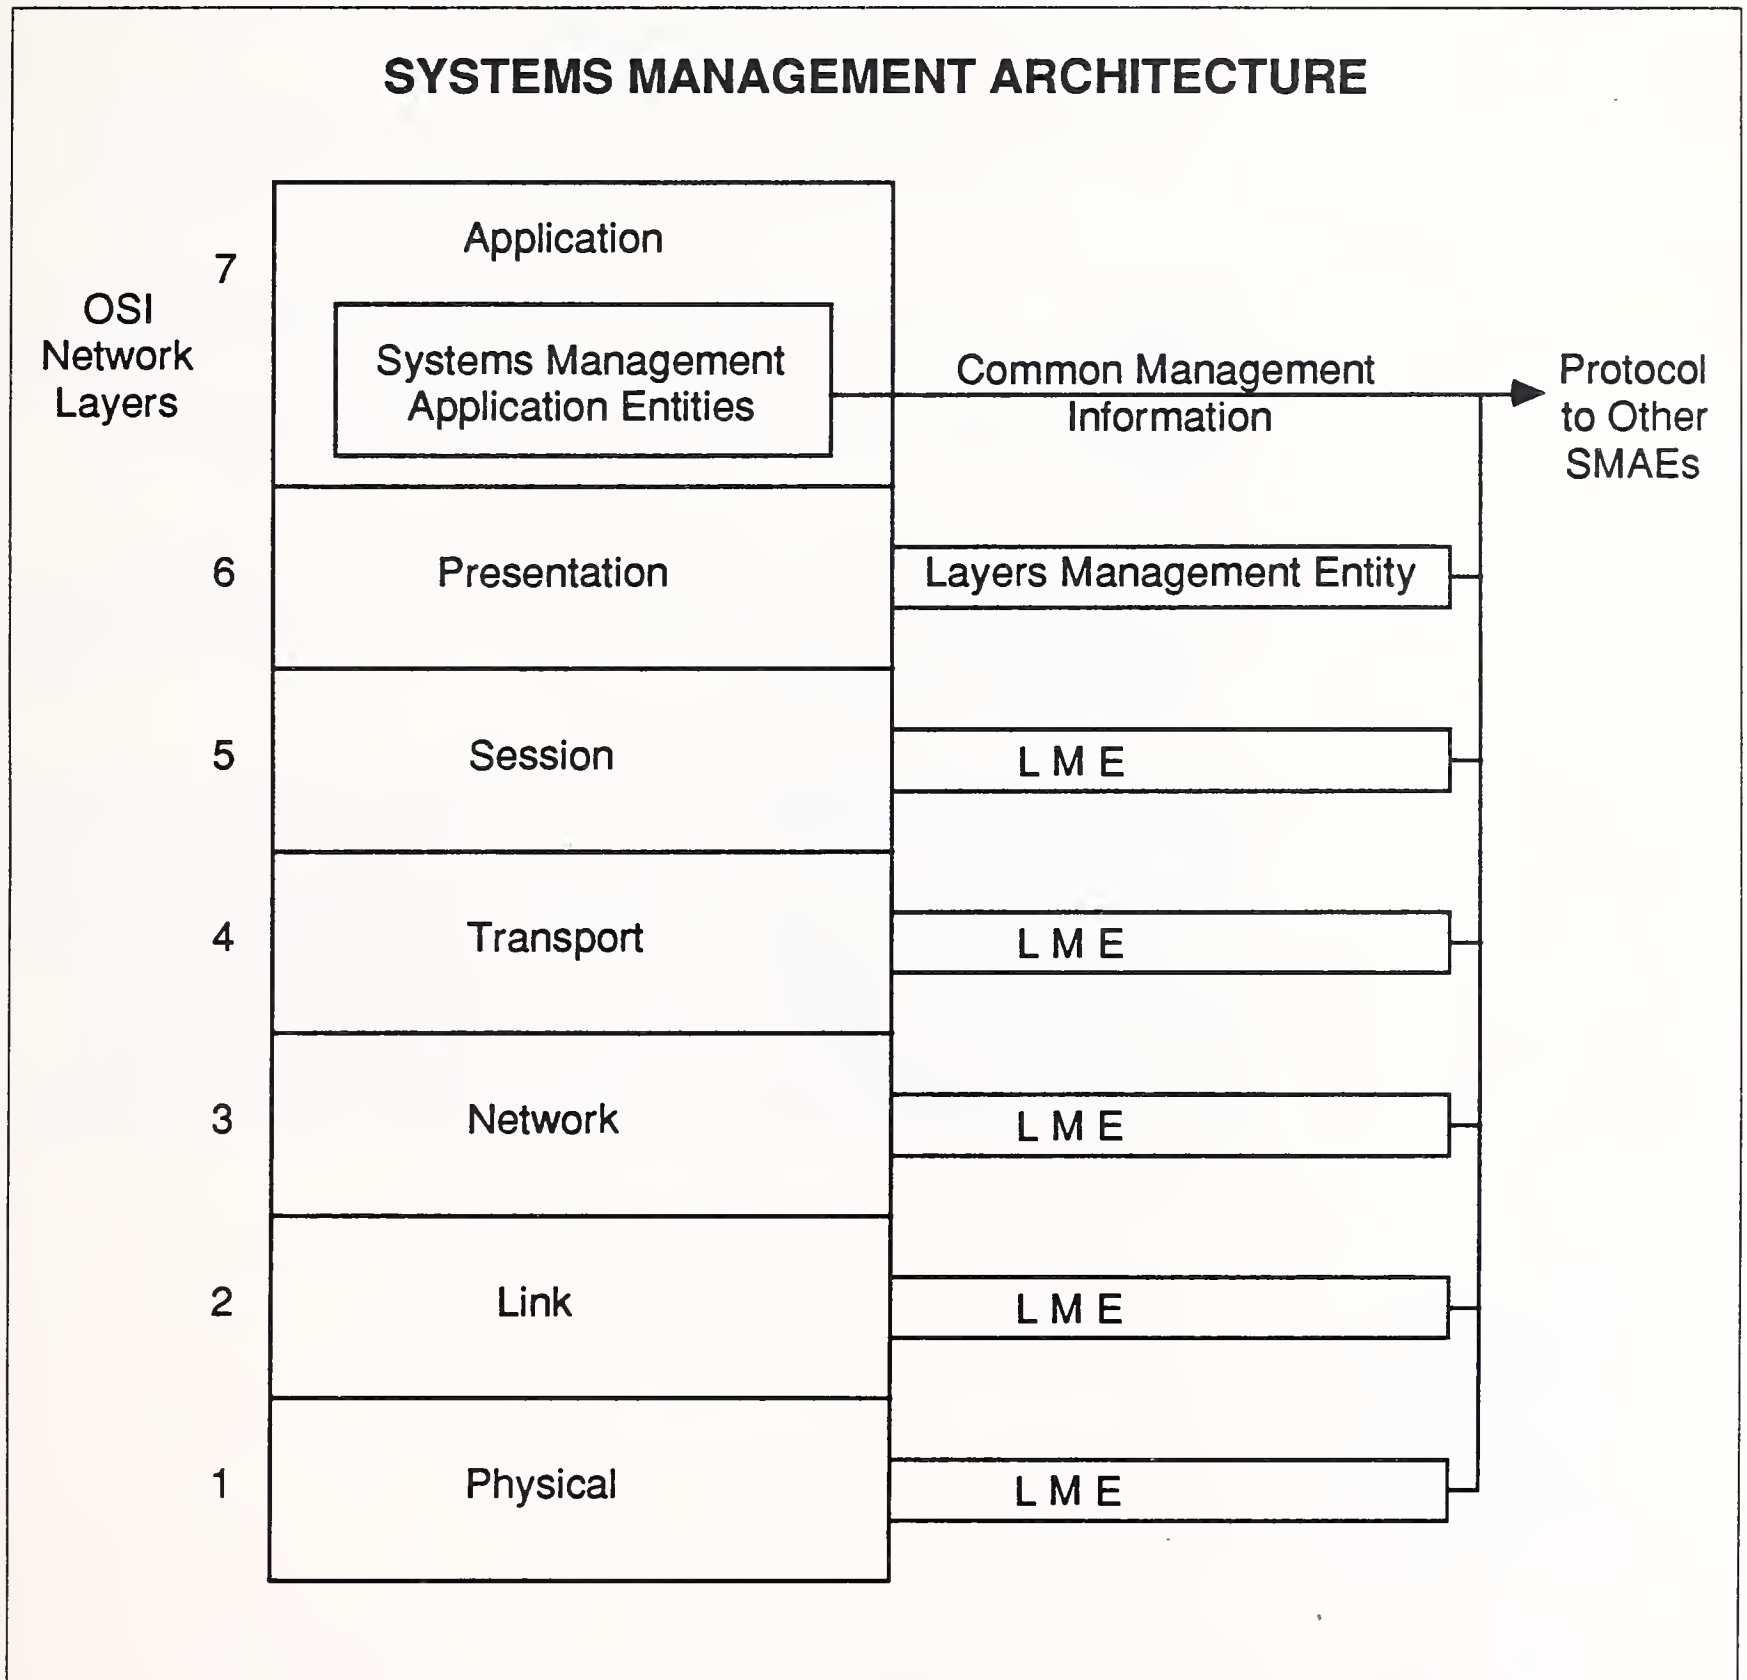 SYSTEMS MANAGEMENT ARCHITECTURE
7
Application
OSI
Network
Layers
Systems Management
Application Entities
Common Management
Information
Protocol
to Other
SMAEs
6
Presentation
Layers Management Entity
5
Session
L M E
4
Transport
L M E
3
Network
L M E
2
Link
L M E
1
Physical
L M E